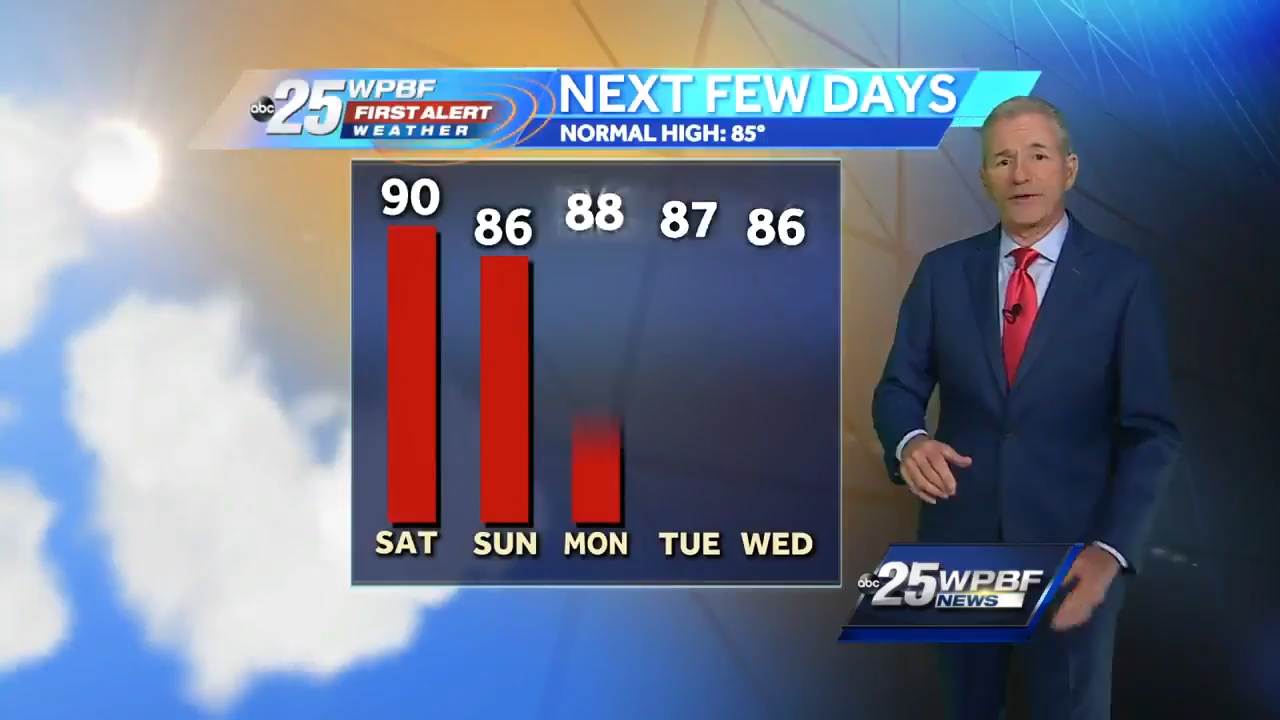 abc 25 WPBF
FIRST ALERT
WEATHER
NEXT FEW DAYS
NORMAL HIGH: 85°
90 86 88 87 86
SAT SUN MON TUE WED
abc 25 WPBF
NEWS